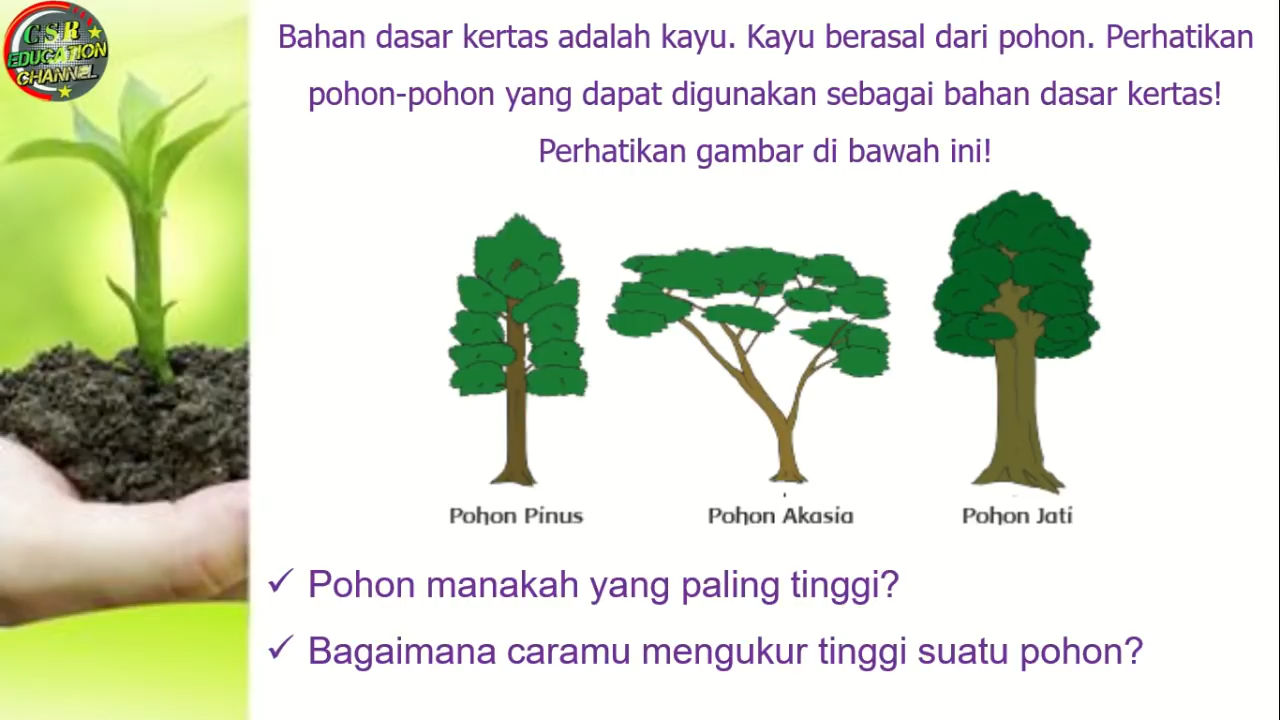 CSR
EDUCATION
CHANNEL
Bahan dasar kertas adalah kayu. Kayu berasal dari pohon. Perhatikan
pohon-pohon yang dapat digunakan sebagai bahan dasar kertas!
Perhatikan gambar di bawah ini!
Pohon Pinus
Pohon Akasia
Pohon Jati
✓ Pohon manakah yang paling tinggi?
✓ Bagaimana caramu mengukur tinggi suatu pohon?